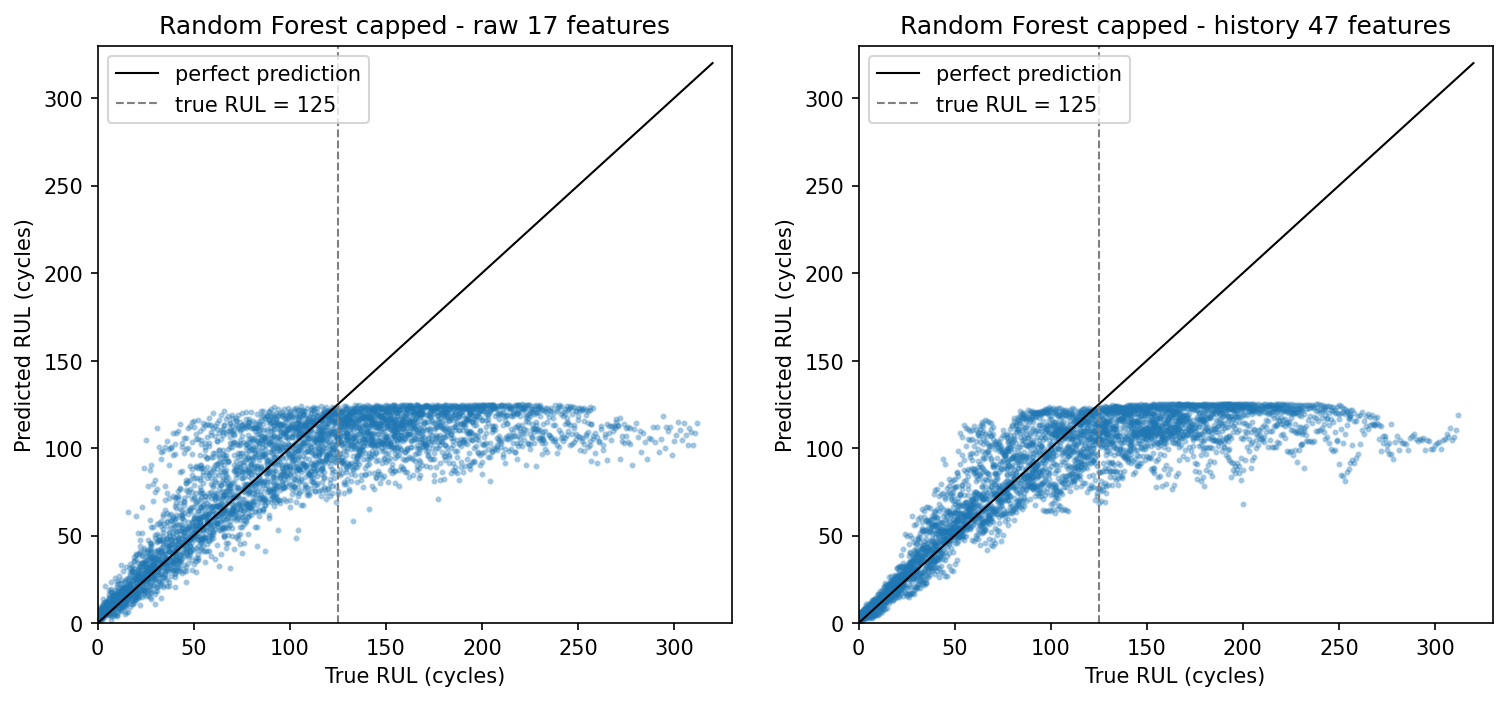 Random Forest capped - raw 17 features
perfect prediction
true RUL = 125
300
250
200
150
100
50
0
Predicted RUL (cycles)
0 50 100 150 200 250 300
True RUL (cycles)
Random Forest capped - history 47 features
perfect prediction
true RUL = 125
300
250
200
150
100
50
0
Predicted RUL (cycles)
0 50 100 150 200 250 300
True RUL (cycles)